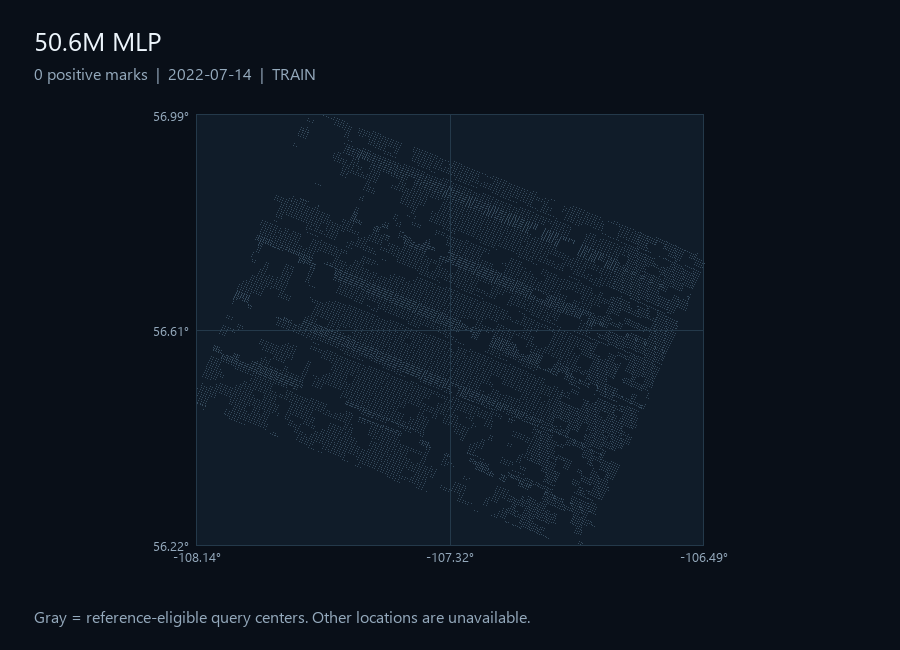 50.6M MLP
0 positive marks | 2022-07-14 | TRAIN
56.99°
56.61°
56.22°
-108.14°
-107.32°
-106.49°
Gray = reference-eligible query centers. Other locations are unavailable.